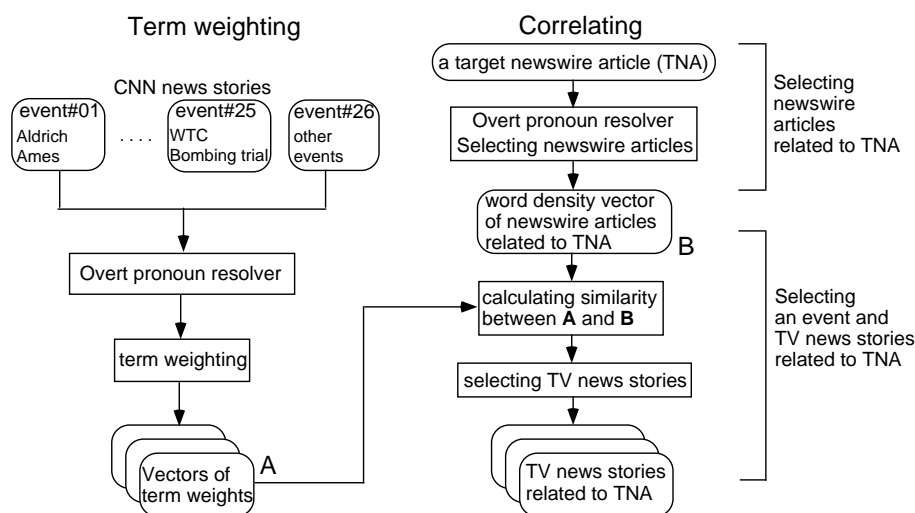 Term weighting
CNN news stories
event#01
Aldrich
Ames
. . . .
event#25
WTC
Bombing trial
event#26
other
events
Overt pronoun resolver
term weighting
Vectors of
term weights
A
Correlating
a target newswire article (TNA)
Overt pronoun resolver
Selecting newswire articles
word density vector
of newswire articles
related to TNA
B
calculating similarity
between A and B
selecting TV news stories
TV news stories
related to TNA
Selecting
newswire
articles
related to TNA
Selecting
an event and
TV news stories
related to TNA